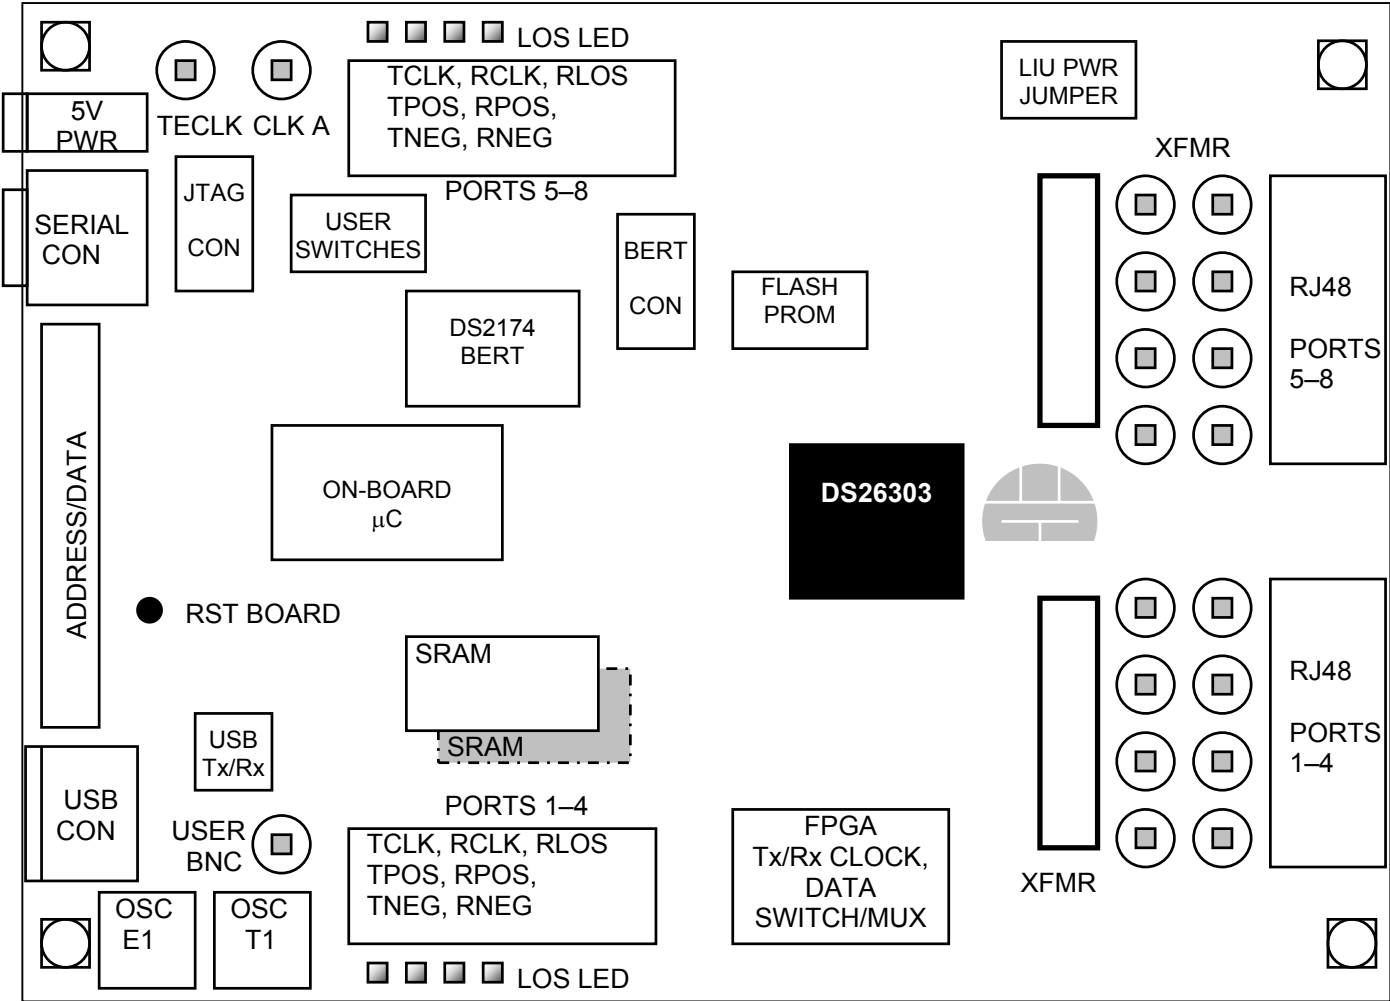 LOS LED
TCLK, RCLK, RLOS
TPOS, RPOS,
TNEG, RNEG
PORTS 5–8
LIU PWR
JUMPER
5V
PWR
TECLK
CLK A
XFMR
JTAG
CON
SERIAL
CON
USER
SWITCHES
BERT
CON
FLASH
PROM
RJ48
PORTS
5–8
DS2174
BERT
ADDRESS/DATA
ON-BOARD
µC
DS26303
RST BOARD
SRAM
SRAM
RJ48
PORTS
1–4
USB
Tx/Rx
USB
CON
USER
BNC
PORTS 1–4
TCLK, RCLK, RLOS
TPOS, RPOS,
TNEG, RNEG
FPGA
Tx/Rx CLOCK,
DATA
SWITCH/MUX
XFMR
OSC
E1
OSC
T1
LOS LED